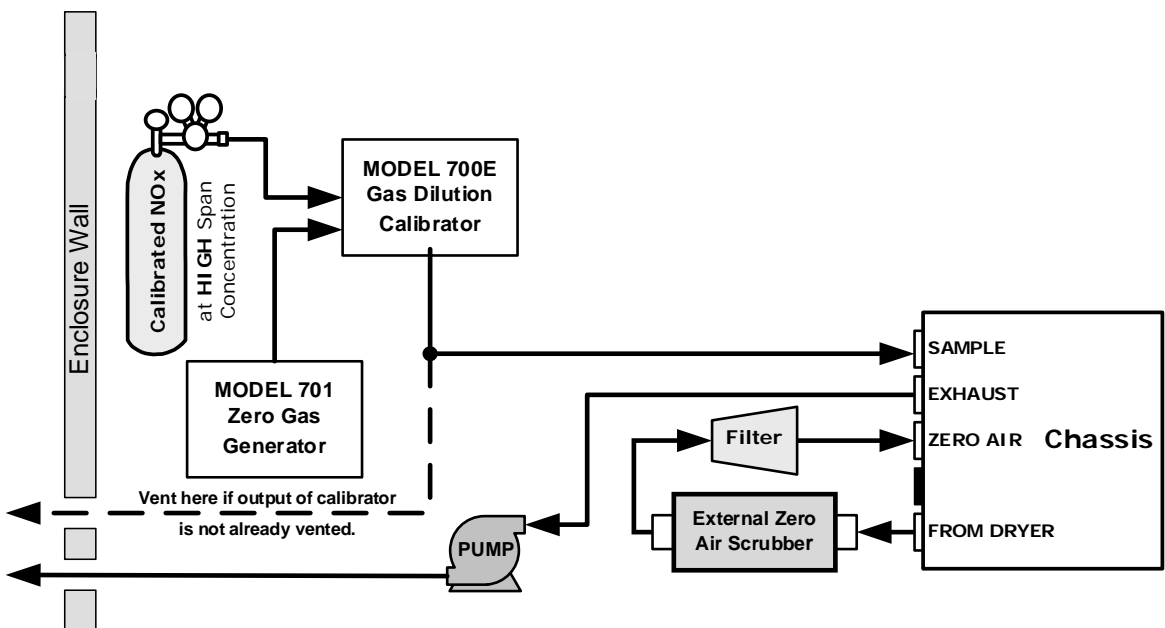 Enclosure Wall
Calibrated NOx
at HIGH Span
Concentration
MODEL 700E
Gas Dilution
Calibrator
MODEL 701
Zero Gas
Generator
Vent here if output of calibrator
is not already vented.
PUMP
Filter
External Zero
Air Scrubber
SAMPLE
EXHAUST
ZERO AIR
Chassis
FROM DRYER